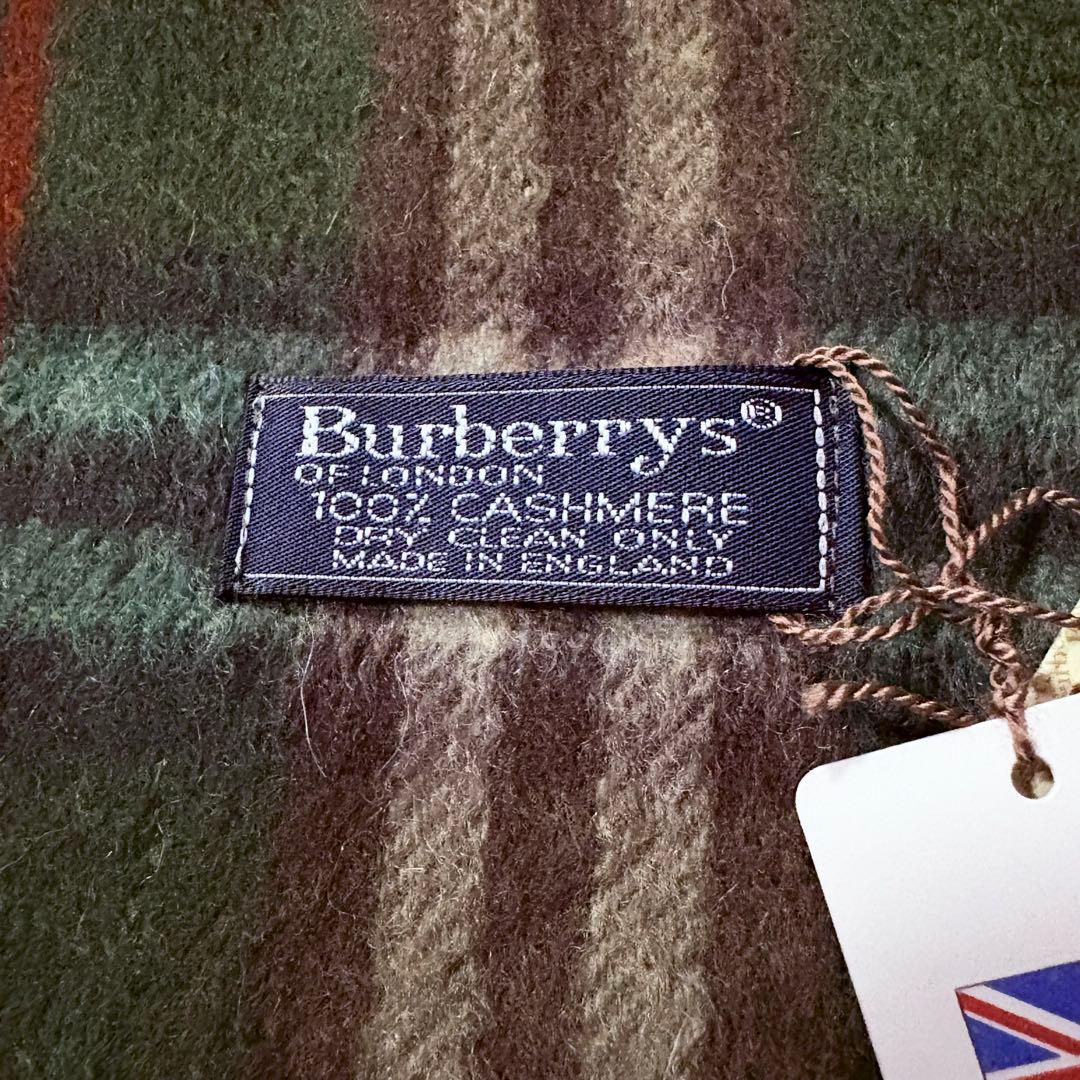 Burberrys®
OF LONDON
100% CASHMERE
DRY CLEAN ONLY
MADE IN ENGLAND